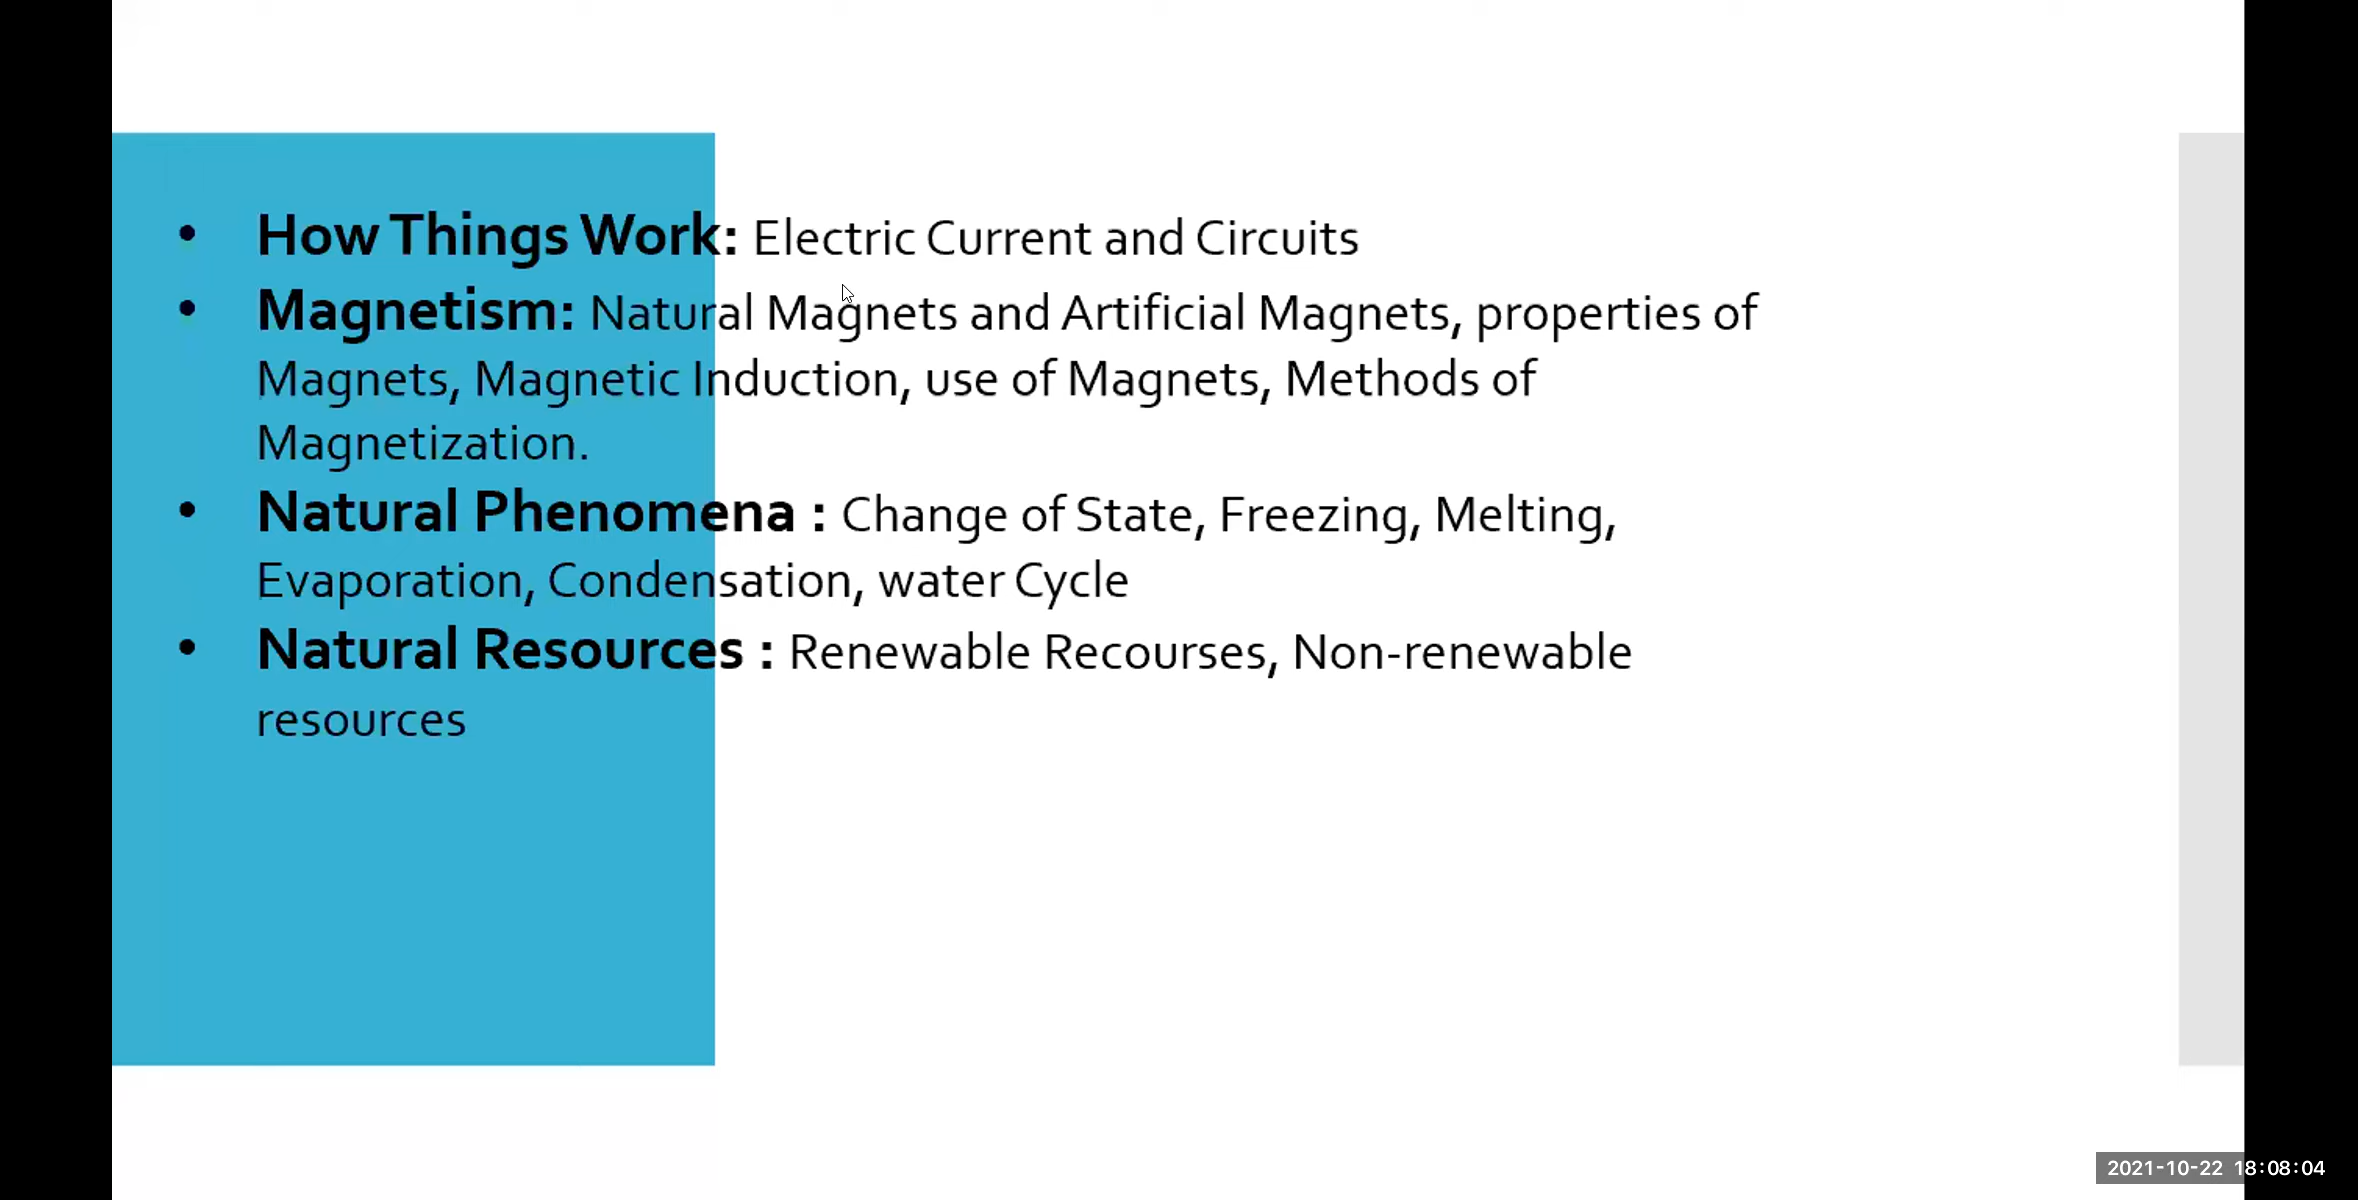 • How Things Work: Electric Current and Circuits
• Magnetism: Natural Magnets and Artificial Magnets, properties of
Magnets, Magnetic Induction, use of Magnets, Methods of
Magnetization.
• Natural Phenomena : Change of State, Freezing, Melting,
Evaporation, Condensation, water Cycle
• Natural Resources : Renewable Recourses, Non-renewable
resources
2021-10-22 18:08:04